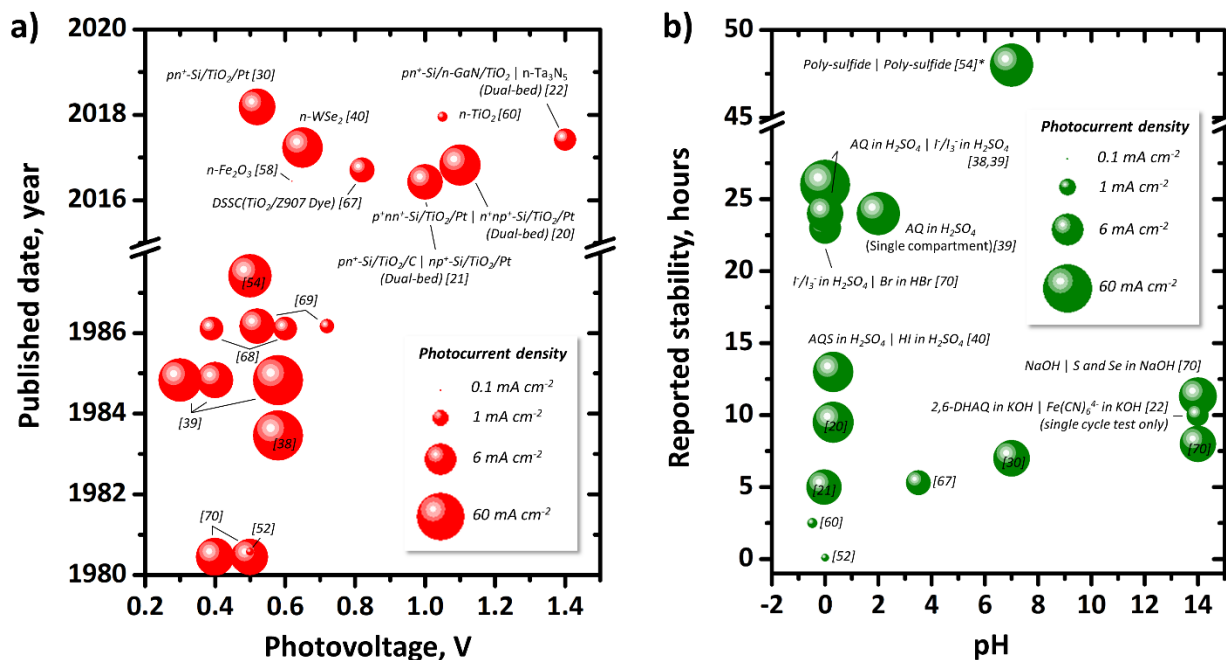 a)
2020
2018
2016
1986
1984
1982
1980
Published date, year
0.2 0.4 0.6 0.8 1.0 1.2 1.4
Photovoltage, V
pn⁺-Si/TiO₂/Pt [30]
n-WSe₂ [40]
n-Fe₂O₃ [58]
DSSC(TiO₂/Z907 Dye) [67]
pn⁺-Si/n-GaN/TiO₂ | n-Ta₃N₅
(Dual-bed) [22]
n-TiO₂ [60]
p⁺nn⁺-Si/TiO₂/Pt | n⁺np⁺-Si/TiO₂/Pt
(Dual-bed) [20]
pn⁺-Si/TiO₂/C | np⁺-Si/TiO₂/Pt
(Dual-bed) [21]
[54]
[69]
[68]
[39]
[38]
[70]
[52]
Photocurrent density
0.1 mA cm⁻²
1 mA cm⁻²
6 mA cm⁻²
60 mA cm⁻²
b)
50
45
25
20
15
10
5
0
Reported stability, hours
-2 0 2 4 6 8 10 12 14
pH
Poly-sulfide | Poly-sulfide [54]*
AQ in H₂SO₄ | I⁻/I₃⁻ in H₂SO₄
[38,39]
AQ in H₂SO₄
(Single compartment)[39]
I⁻/I₃⁻ in H₂SO₄ | Br in HBr [70]
AQS in H₂SO₄ | HI in H₂SO₄ [40]
NaOH | S and Se in NaOH [70]
2,6-DHAQ in KOH | Fe(CN)₆⁴⁻ in KOH [22]
(single cycle test only)
[20]
[70]
[30]
[21]
[67]
[60]
[52]
Photocurrent density
0.1 mA cm⁻²
1 mA cm⁻²
6 mA cm⁻²
60 mA cm⁻²